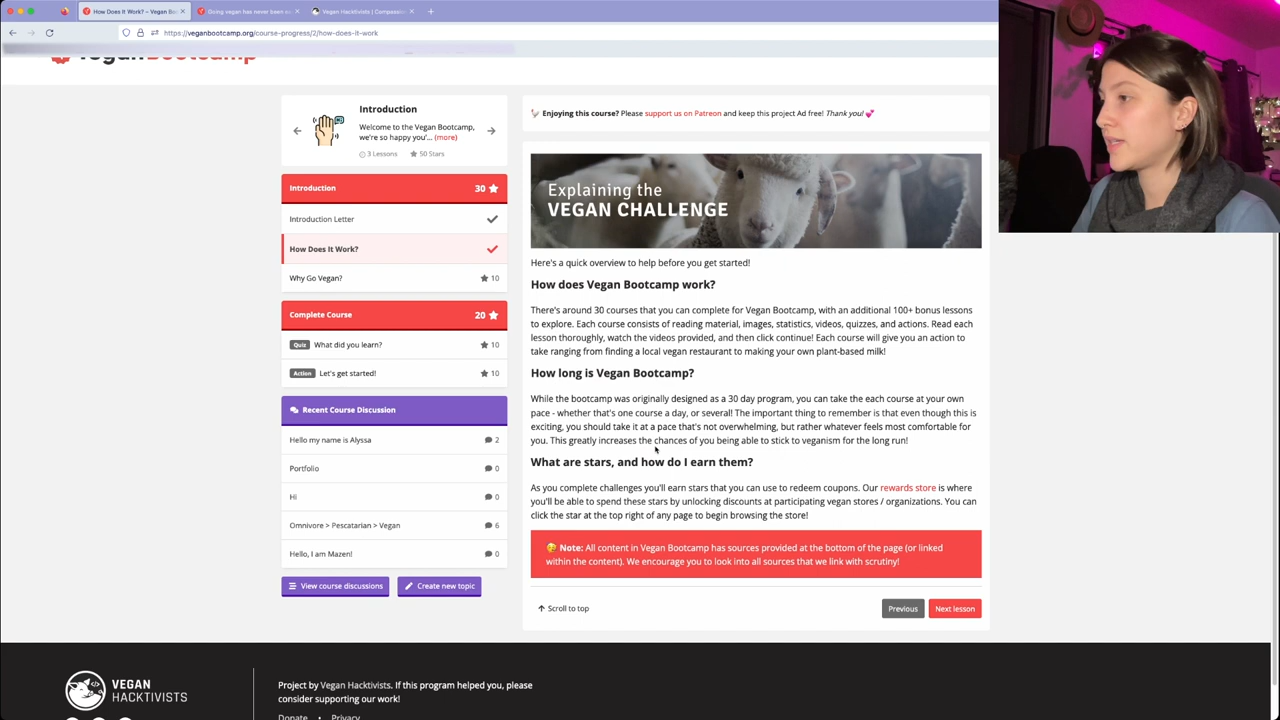 How Does It Work? – Vegan Bo
Going vegan has never been e
Vegan Hacktivists | Compassio
https://veganbootcamp.org/course-progress/2/how-does-it-work
VeganBootcamp
Introduction
Welcome to the Vegan Bootcamp,
we're so happy you'... (more)
3 Lessons
50 Stars
Introduction
30
Introduction Letter
How Does It Work?
Why Go Vegan?
10
Complete Course
20
Quiz
What did you learn?
10
Action
Let's get started!
10
Recent Course Discussion
Hello my name is Alyssa
2
Portfolio
0
Hi
0
Omnivore > Pescatarian > Vegan
6
Hello, I am Mazen!
0
View course discussions
Create new topic
Enjoying this course? Please support us on Patreon and keep this project Ad free! Thank you!
Explaining the
VEGAN CHALLENGE
Here's a quick overview to help before you get started!
How does Vegan Bootcamp work?
There's around 30 courses that you can complete for Vegan Bootcamp, with an additional 100+ bonus lessons
to explore. Each course consists of reading material, images, statistics, videos, quizzes, and actions. Read each
lesson thoroughly, watch the videos provided, and then click continue! Each course will give you an action to
take ranging from finding a local vegan restaurant to making your own plant-based milk!
How long is Vegan Bootcamp?
While the bootcamp was originally designed as a 30 day program, you can take the each course at your own
pace - whether that's one course a day, or several! The important thing to remember is that even though this is
exciting, you should take it at a pace that's not overwhelming, but rather whatever feels most comfortable for
you. This greatly increases the chances of you being able to stick to veganism for the long run!
What are stars, and how do I earn them?
As you complete challenges you'll earn stars that you can use to redeem coupons. Our rewards store is where
you'll be able to spend these stars by unlocking discounts at participating vegan stores / organizations. You can
click the star at the top right of any page to begin browsing the store!
Note: All content in Vegan Bootcamp has sources provided at the bottom of the page (or linked
within the content). We encourage you to look into all sources that we link with scrutiny!
Scroll to top
Previous
Next lesson
VEGAN
HACKTIVISTS
Project by Vegan Hacktivists. If this program helped you, please
consider supporting our work!
Donate • Privacy